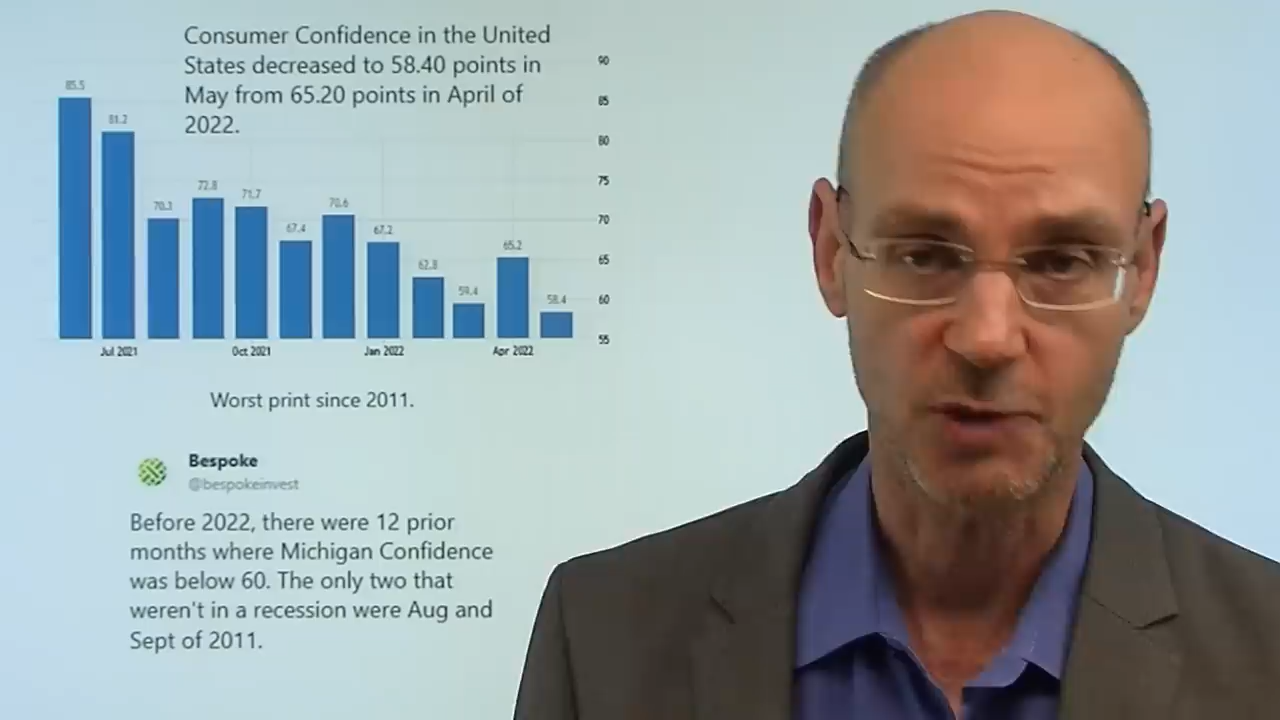 Consumer Confidence in the United
States decreased to 58.40 points in
May from 65.20 points in April of
2022.
90
85
80
75
70
65
60
55
85.5
81.2
70.3
72.8
71.7
67.4
70.6
67.2
62.8
59.4
65.2
58.4
Jul 2021
Oct 2021
Jan 2022
Apr 2022
Worst print since 2011.
Bespoke
@bespokeinvest
Before 2022, there were 12 prior
months where Michigan Confidence
was below 60. The only two that
weren't in a recession were Aug and
Sept of 2011.